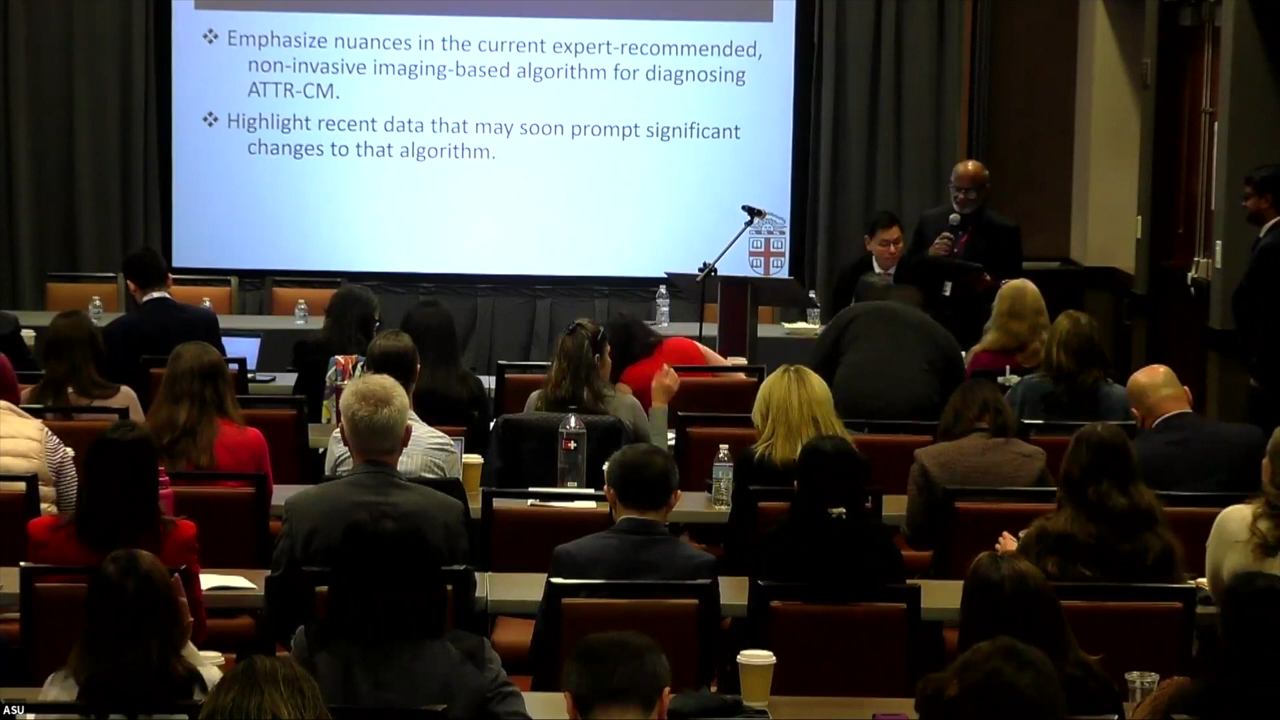 ❖ Emphasize nuances in the current expert-recommended,
non-invasive imaging-based algorithm for diagnosing
ATTR-CM.
❖ Highlight recent data that may soon prompt significant
changes to that algorithm.
ASU